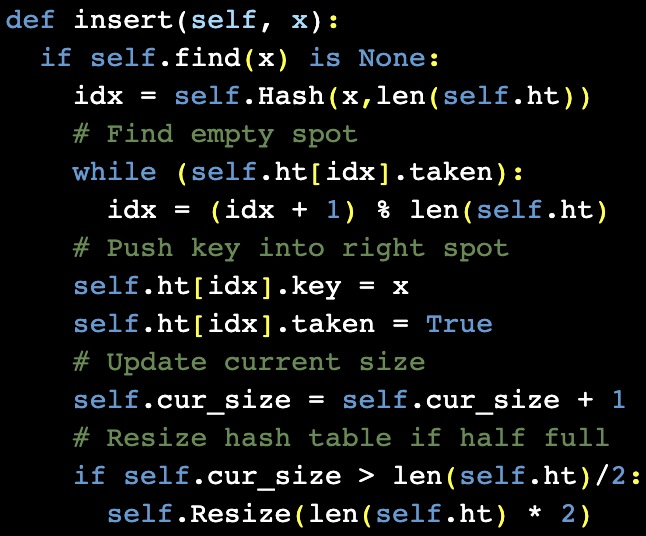 def insert(self, x):
  if self.find(x) is None:
    idx = self.Hash(x,len(self.ht))
    # Find empty spot
    while (self.ht[idx].taken):
      idx = (idx + 1) % len(self.ht)
    # Push key into right spot
    self.ht[idx].key = x
    self.ht[idx].taken = True
    # Update current size
    self.cur_size = self.cur_size + 1
    # Resize hash table if half full
    if self.cur_size > len(self.ht)/2:
      self.Resize(len(self.ht) * 2)